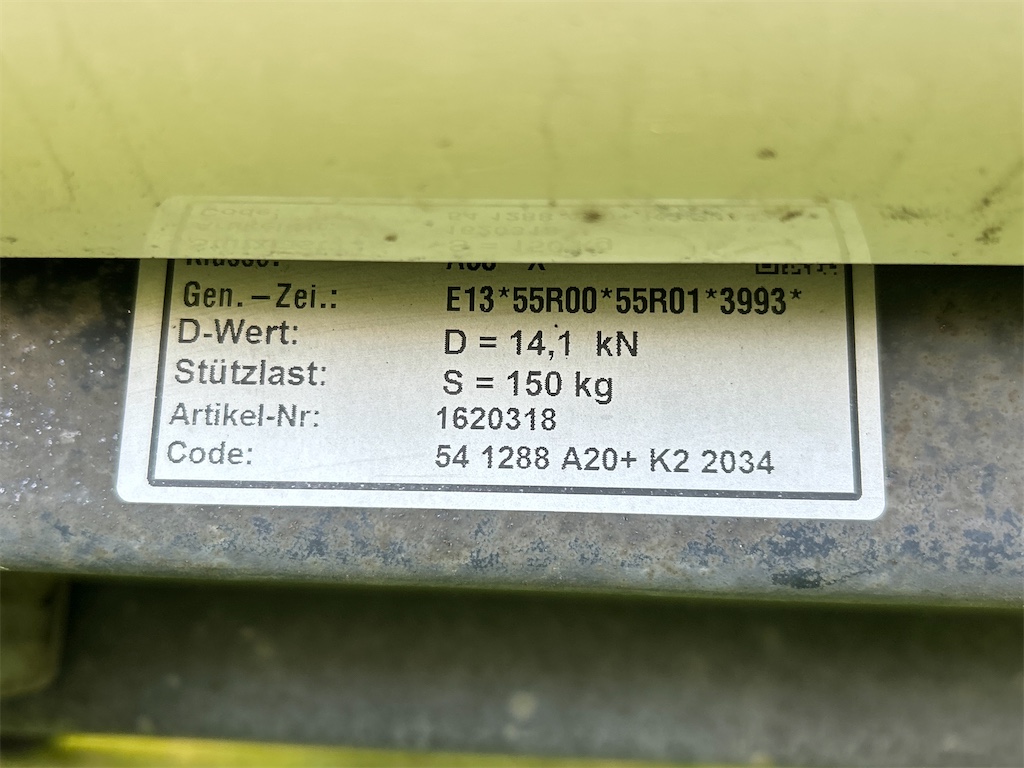 Gen.–Zei.: E13*55R00*55R01*3993*
D-Wert: D = 14,1 kN
Stützlast: S = 150 kg
Artikel-Nr: 1620318
Code: 54 1288 A20+ K2 2034